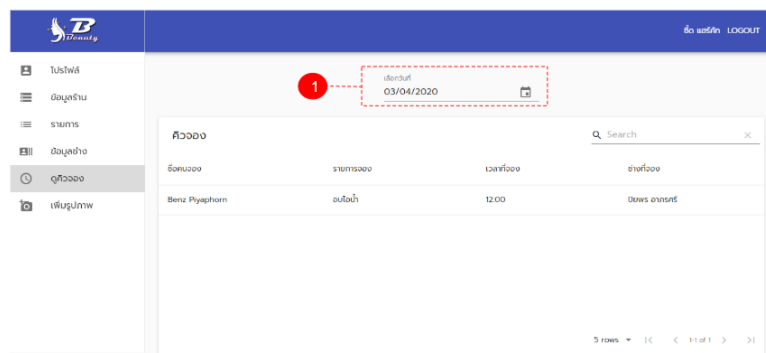 B
Beauty
ซี้ด แฮร์คัท LOGOUT
โปรไฟล์
ข้อมูลร้าน
รายการ
ข้อมูลช่าง
ดูคิวจอง
เพิ่มรูปภาพ
1
เลือกวันที่
03/04/2020
คิวจอง
Search
ชื่อคนจอง รายการจอง เวลาที่จอง ช่างที่จอง
Benz Piyaphorn อบไอน้ำ 12:00 ปิยพร อาภรศรี
5 rows 1-1 of 1